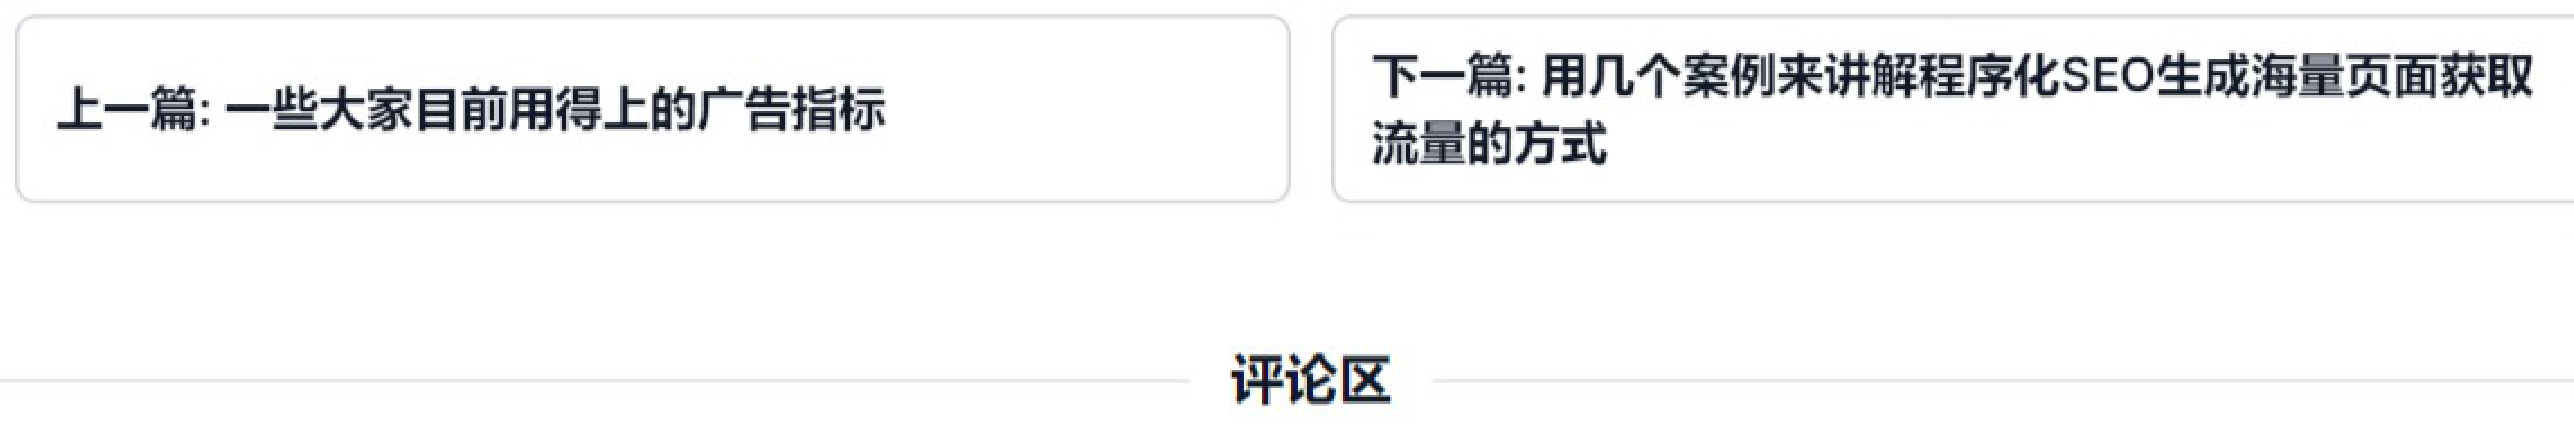 上一篇: 一些大家目前用得上的广告指标
下一篇: 用几个案例来讲解程序化SEO生成海量页面获取
流量的方式
评论区